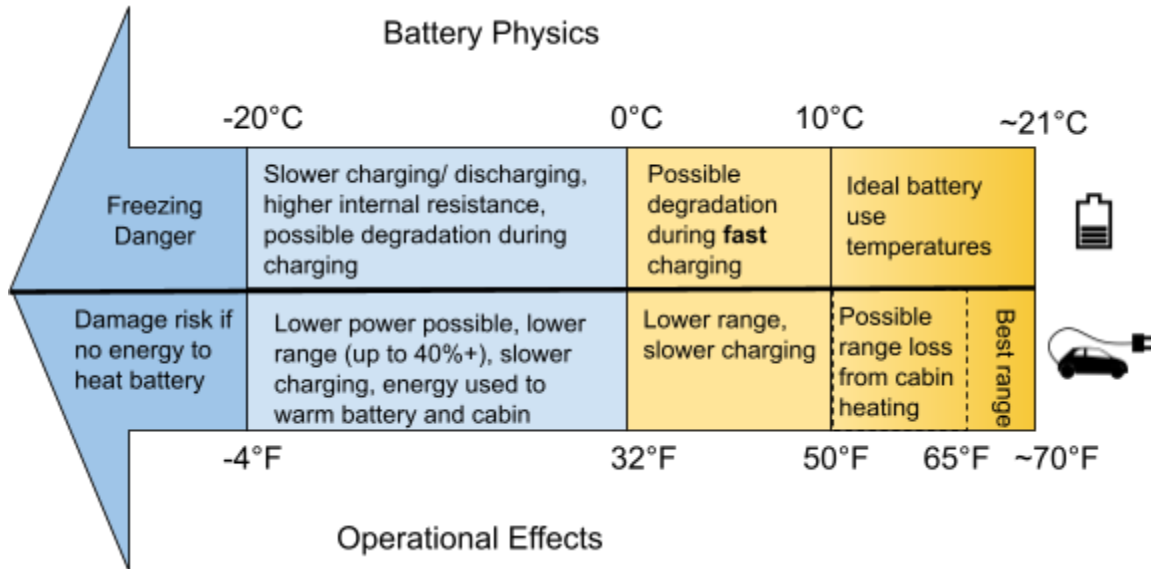 Battery Physics
-20°C
0°C
10°C
~21°C
Freezing
Danger
Slower charging/ discharging,
higher internal resistance,
possible degradation during
charging
Possible
degradation
during fast
charging
Ideal battery
use
temperatures
Damage risk if
no energy to
heat battery
Lower power possible, lower
range (up to 40%+), slower
charging, energy used to
warm battery and cabin
Lower range,
slower charging
Possible
range loss
from cabin
heating
Best range
-4°F
32°F
50°F
65°F
~70°F
Operational Effects